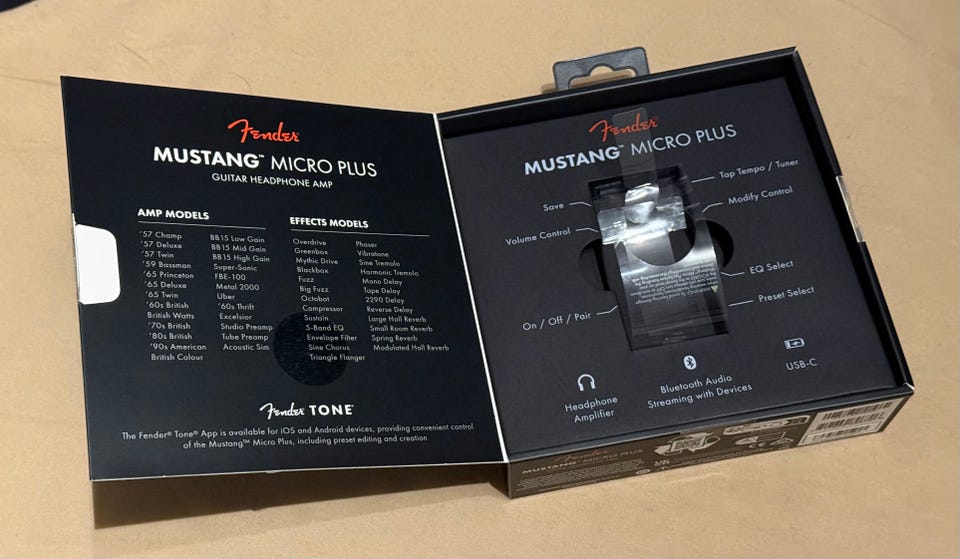 Fender
MUSTANG™ MICRO PLUS
GUITAR HEADPHONE AMP
AMP MODELS
'57 Champ
'57 Deluxe
'57 Twin
'59 Bassman
'65 Princeton
'65 Deluxe
'65 Twin
'60s British
British Watts
'70s British
'80s British
'90s American
British Colour
BB15 Low Gain
BB15 Mid Gain
BB15 High Gain
Super-Sonic
FBE-100
Metal 2000
Uber
'60s Thrift
Excelsior
Studio Preamp
Tube Preamp
Acoustic Sim
EFFECTS MODELS
Overdrive
Greenbox
Mythic Drive
Blackbox
Fuzz
Big Fuzz
Octobot
Compressor
Sustain
5-Band EQ
Envelope Filter
Sine Chorus
Triangle Flanger
Phaser
Vibratone
Sine Tremolo
Harmonic Tremolo
Mono Delay
Tape Delay
2290 Delay
Reverse Delay
Large Hall Reverb
Small Room Reverb
Spring Reverb
Modulated Hall Reverb
Fender TONE®
The Fender® Tone® App is available for iOS and Android devices, providing convenient control
of the Mustang™ Micro Plus, including preset editing and creation
Fender
MUSTANG™ MICRO PLUS
Tap Tempo / Tuner
Save
Modify Control
Volume Control
EQ Select
Preset Select
On / Off / Pair
Headphone
Amplifier
Bluetooth Audio
Streaming with Devices
USB-C
Fender
MUSTANG MICRO PLUS